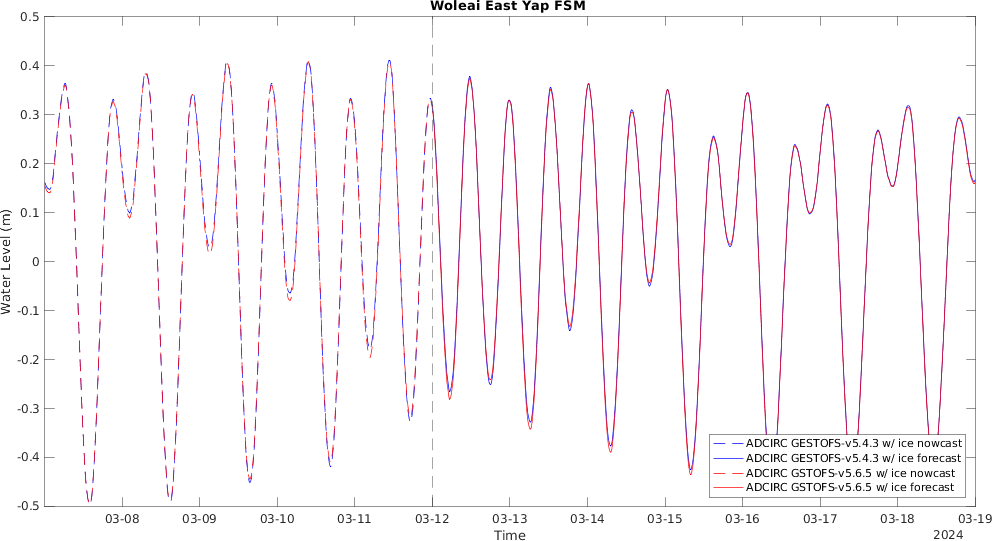 Woleai East Yap FSM
0.5
0.4
0.3
0.2
0.1
0
-0.1
-0.2
-0.3
-0.4
-0.5
Water Level (m)
ADCIRC GESTOFS-v5.4.3 w/ ice nowcast
ADCIRC GESTOFS-v5.4.3 w/ ice forecast
ADCIRC GSTOFS-v5.6.5 w/ ice nowcast
ADCIRC GSTOFS-v5.6.5 w/ ice forecast
03-08 03-09 03-10 03-11 03-12 03-13 03-14 03-15 03-16 03-17 03-18 03-19
Time
2024